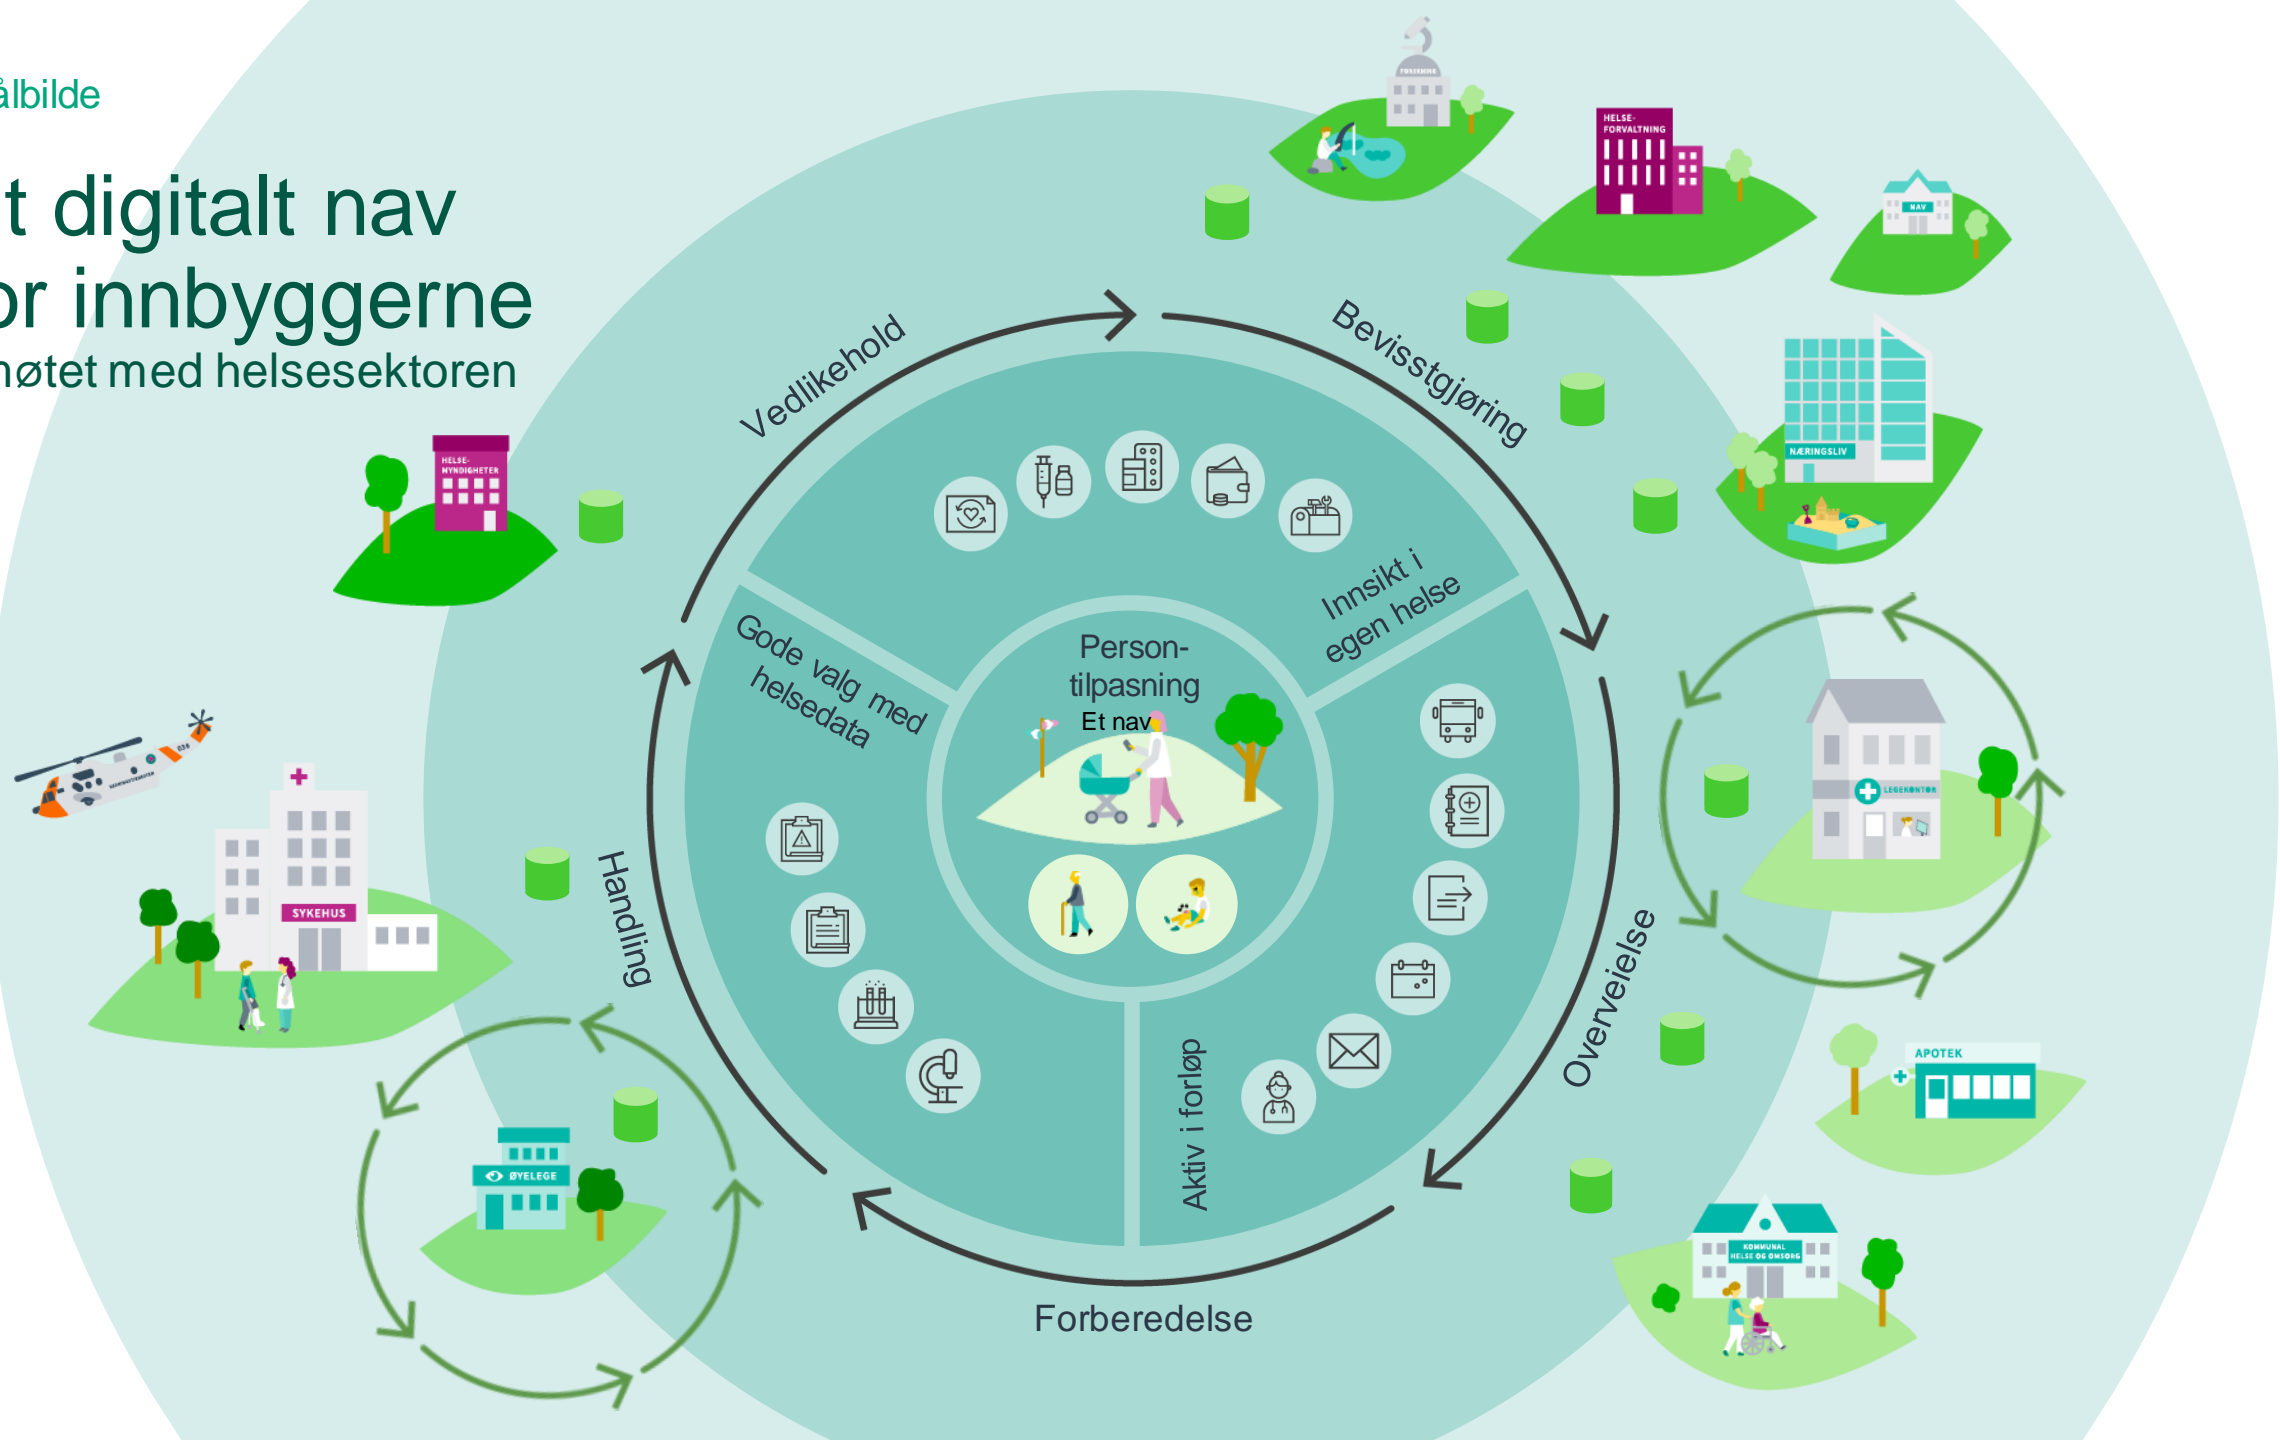 ålbilde
t digitalt nav
or innbyggerne
møtet med helsesektoren
FORSKNING
HELSE-
FORVALTNING
NAV
NÆRINGSLIV
HELSE-
MYNDIGHETER
Vedlikehold
Bevisstgjøring
Innsikt i
egen helse
Gode valg med
helsedata
Person-
tilpasning
Et nav
LEGEKONTOR
SYKEHUS
Handling
Overveielse
Aktiv i forløp
APOTEK
ØYELEGE
KOMMUNAL
HELSE OG OMSORG
Forberedelse